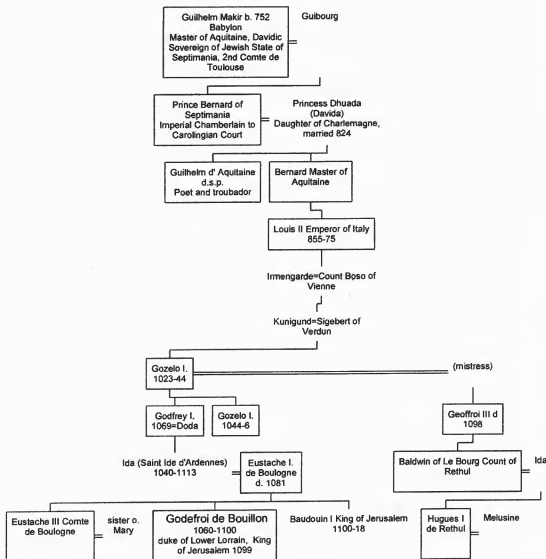 Guilhelm Makir b. 752
Babylon
Master of Aquitaine, Davidic
Sovereign of Jewish State of
Septimania, 2nd Comte de
Toulouse
Guibourg
Prince Bernard of
Septimania
Imperial Chamberlain to
Carolingian Court
Princess Dhuada
(Davida)
Daughter of Charlemagne,
married 824
Guilhelm d' Aquitaine
d.s.p.
Poet and troubador
Bernard Master of
Aquitaine
Louis II Emperor of Italy
855-75
Irmengarde=Count Boso of
Vienne
Kunigund=Sigebert of
Verdun
Gozelo I.
1023-44
(mistress)
Godfrey I.
1069=Doda
Gozelo I.
1044-6
Geoffroi III d
1098
Ida (Saint Ide d'Ardennes)
1040-1113
Eustache I.
de Boulogne
d. 1081
Baldwin of Le Bourg Count of
Rethul
Ida
Eustache III Comte
de Boulogne
sister o.
Mary
Godefroi de Bouillon
1060-1100
duke of Lower Lorrain, King
of Jerusalem 1099
Baudouin I King of Jerusalem
1100-18
Hugues I
de Rethul
Melusine